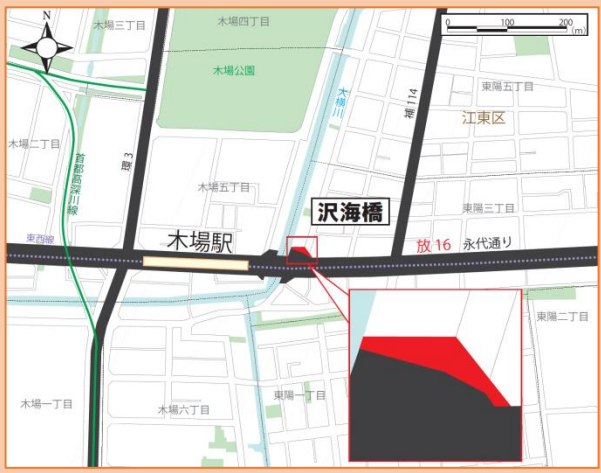 N
木場三丁目
木場四丁目
0 100 200
(m)
木場公園
大横川
補114
東陽五丁目
江東区
木場二丁目
首都高深川線
環3
木場五丁目
沢海橋
東陽三丁目
東西線
木場駅
放16 永代通り
東陽二丁目
木場一丁目
木場六丁目
東陽一丁目